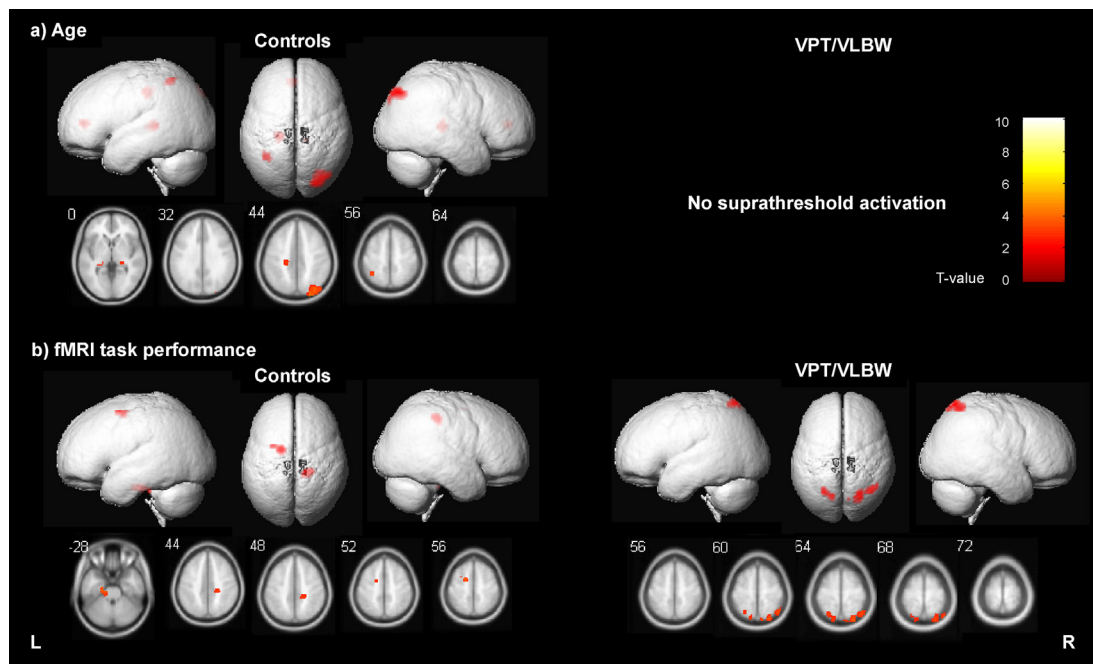 a) Age
Controls
VPT/VLBW
10
8
6
4
2
0
T-value
No suprathreshold activation
0 32 44 56 64
b) fMRI task performance
Controls
VPT/VLBW
-28 44 48 52 56
56 60 64 68 72
L R